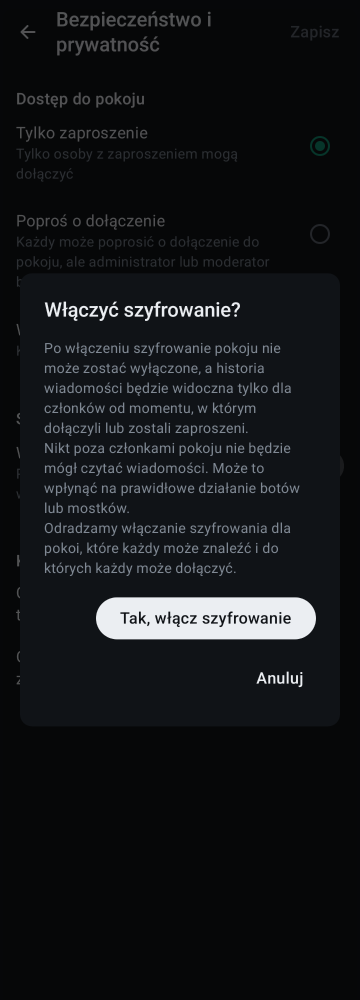 Bezpieczeństwo i
prywatność
Zapisz
Dostęp do pokoju
Tylko zaproszenie
Tylko osoby z zaproszeniem mogą
dołączyć
Poproś o dołączenie
Każdy może poprosić o dołączenie do
pokoju, ale administrator lub moderator
Włączyć szyfrowanie?
Po włączeniu szyfrowanie pokoju nie
może zostać wyłączone, a historia
wiadomości będzie widoczna tylko dla
członków od momentu, w którym
dołączyli lub zostali zaproszeni.
Nikt poza członkami pokoju nie będzie
mógł czytać wiadomości. Może to
wpłynąć na prawidłowe działanie botów
lub mostków.
Odradzamy włączanie szyfrowania dla
pokoi, które każdy może znaleźć i do
których każdy może dołączyć.
Tak, włącz szyfrowanie
Anuluj